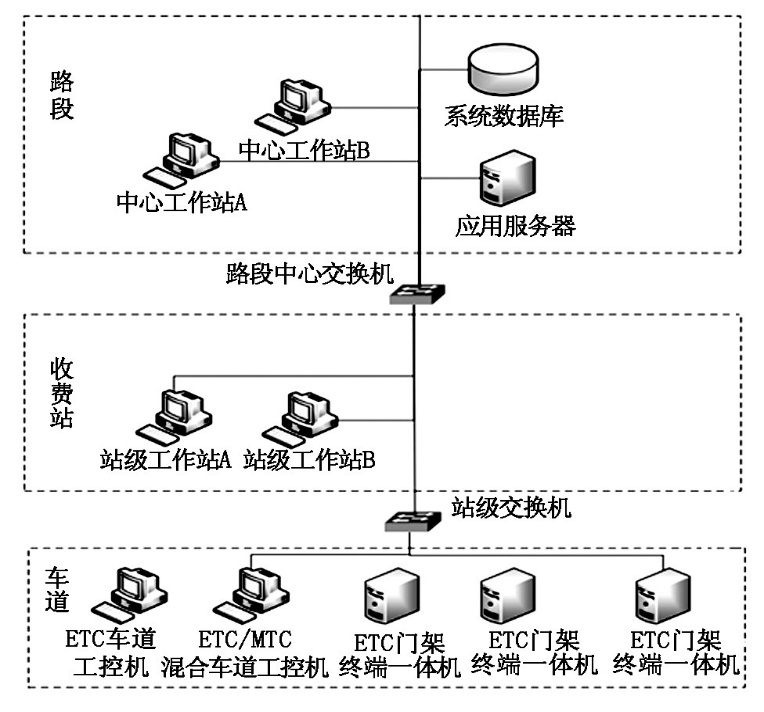 路段
系统数据库
中心工作站B
中心工作站A
应用服务器
路段中心交换机
收费站
站级工作站A
站级工作站B
站级交换机
车道
ETC车道
工控机
ETC/MTC
混合车道工控机
ETC门架
终端一体机
ETC门架
终端一体机
ETC门架
终端一体机